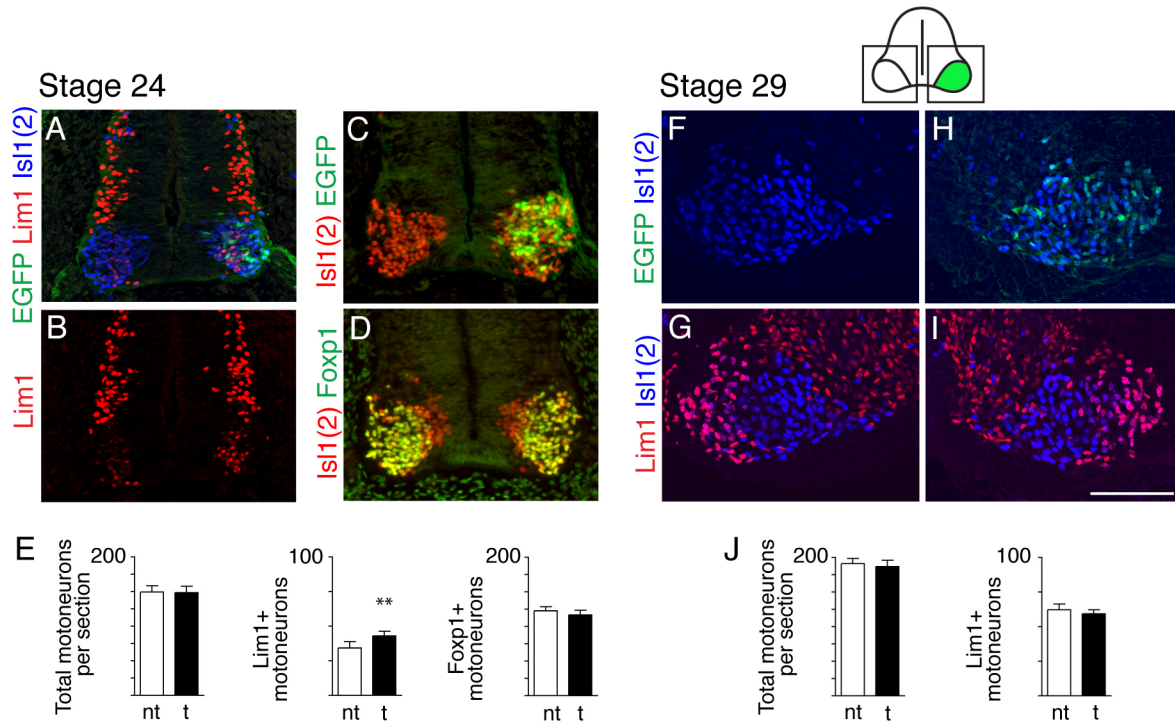 Stage 24
Stage 29
A
EGFP Lim1 Isl1(2)
B
Lim1
C
Isl1(2) EGFP
D
Isl1(2) Foxp1
F
EGFP Isl1(2)
H
G
Lim1 Isl1(2)
I
E
200
Total motoneurons
per section
nt t
100
Lim1+
motoneurons
**
nt t
200
Foxp1+
motoneurons
nt t
J
200
Total motoneurons
per section
nt t
100
Lim1+
motoneurons
nt t